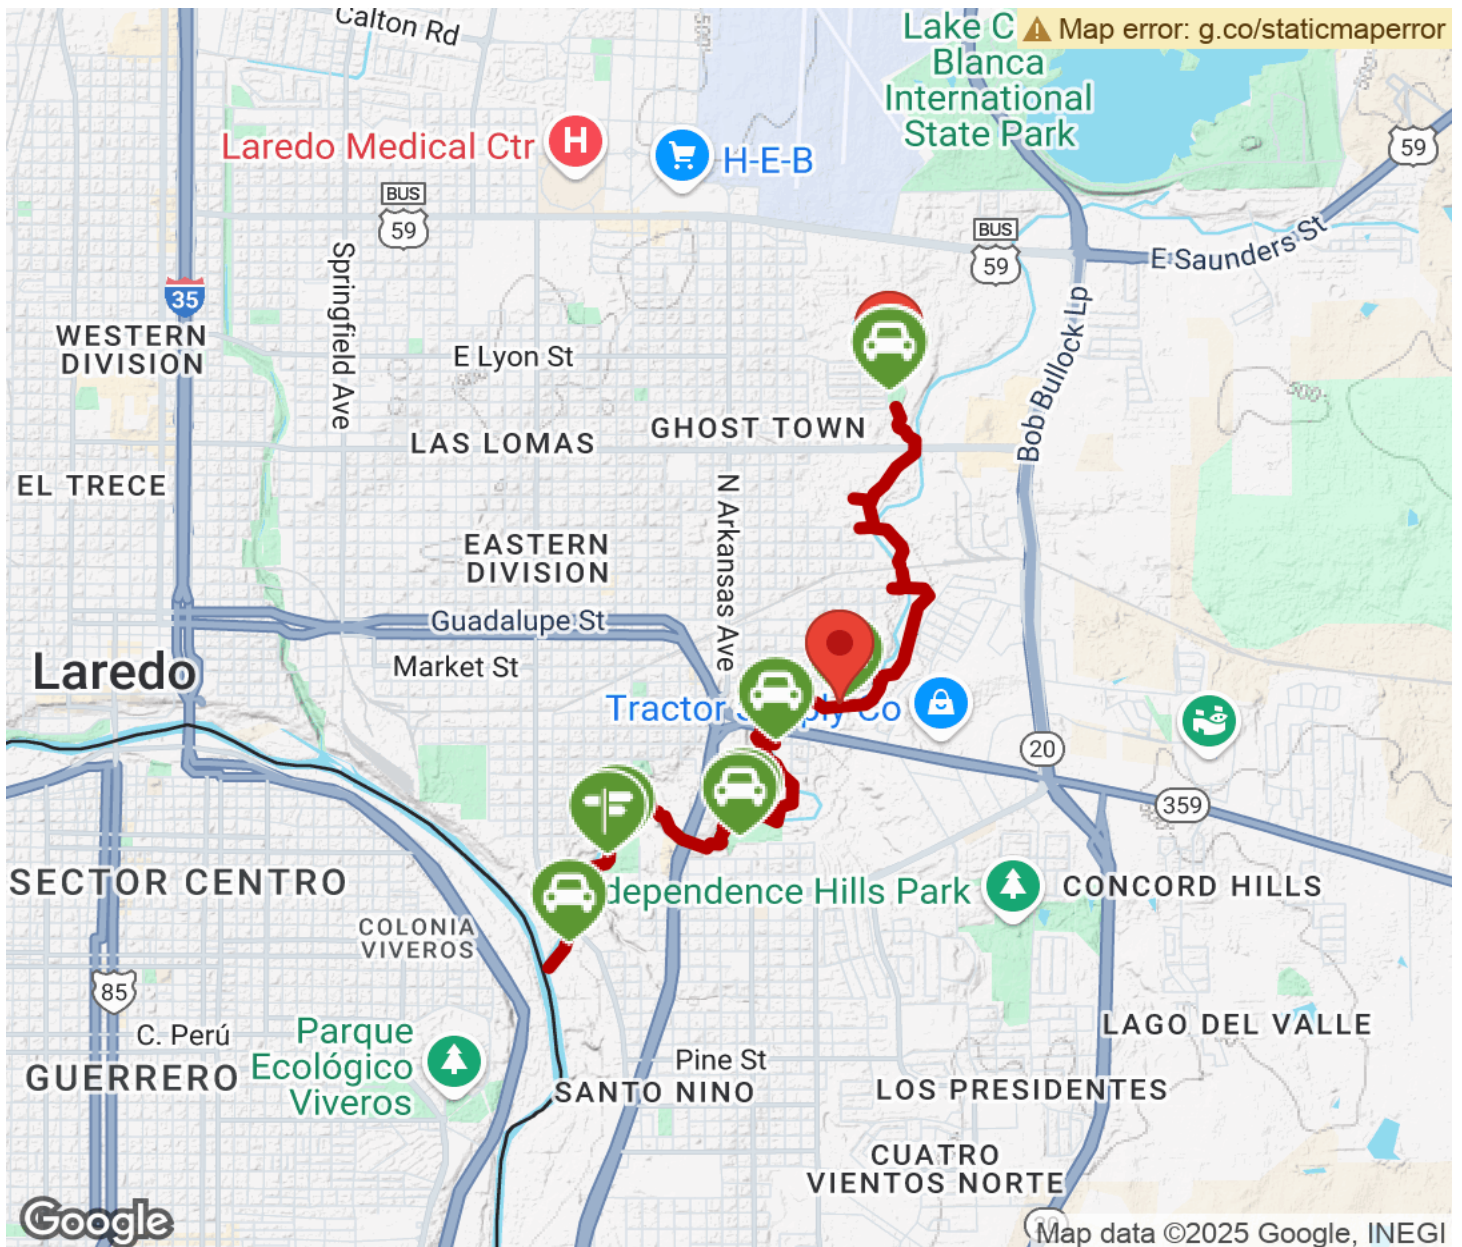 Calton Rd
500'
Lake C
Map error: g.co/staticmaperror
Blanca
International
State Park
500'
Laredo Medical Ctr
H
H-E-B
59
BUS
59
BUS
59
E Saunders St
35
Springfield Ave
WESTERN
DIVISION
E Lyon St
Bob Bullock Lp
500
GHOST TOWN
LAS LOMAS
EL TRECE
N Arkansas Ave
EASTERN
DIVISION
Guadalupe St
Market St
Laredo
Tractor S ply Co
20
359
SECTOR CENTRO
dependence Hills Park
CONCORD HILLS
COLONIA
VIVEROS
85
C. Perú
Parque
Ecológico
Viveros
LAGO DEL VALLE
Pine St
GUERRERO
SANTO NINO
LOS PRESIDENTES
CUATRO
VIENTOS NORTE
Google
Map data ©2025 Google, INEGI